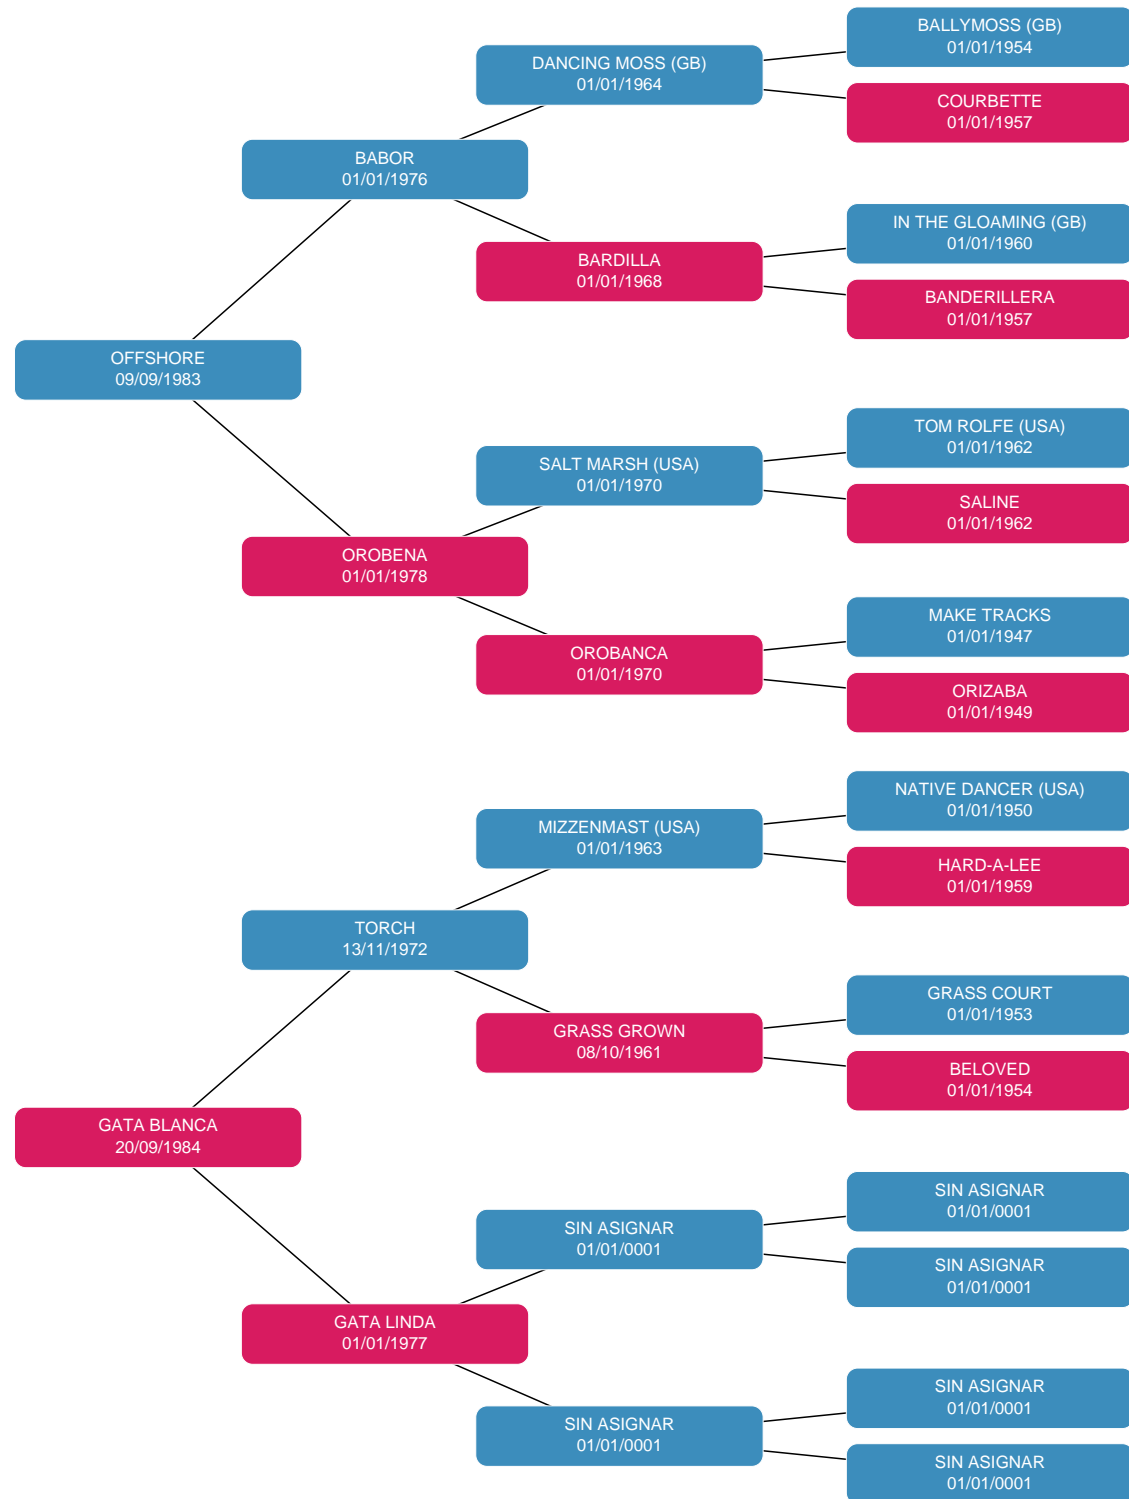 BALLYMOSS (GB)
01/01/1954
DANCING MOSS (GB)
01/01/1964
COURBETTE
01/01/1957
BABOR
01/01/1976
IN THE GLOAMING (GB)
01/01/1960
BARDILLA
01/01/1968
BANDERILLERA
01/01/1957
OFFSHORE
09/09/1983
TOM ROLFE (USA)
01/01/1962
SALT MARSH (USA)
01/01/1970
SALINE
01/01/1962
OROBENA
01/01/1978
MAKE TRACKS
01/01/1947
OROBANCA
01/01/1970
ORIZABA
01/01/1949
NATIVE DANCER (USA)
01/01/1950
MIZZENMAST (USA)
01/01/1963
HARD-A-LEE
01/01/1959
TORCH
13/11/1972
GRASS COURT
01/01/1953
GRASS GROWN
08/10/1961
BELOVED
01/01/1954
GATA BLANCA
20/09/1984
SIN ASIGNAR
01/01/0001
SIN ASIGNAR
01/01/0001
SIN ASIGNAR
01/01/0001
GATA LINDA
01/01/1977
SIN ASIGNAR
01/01/0001
SIN ASIGNAR
01/01/0001
SIN ASIGNAR
01/01/0001